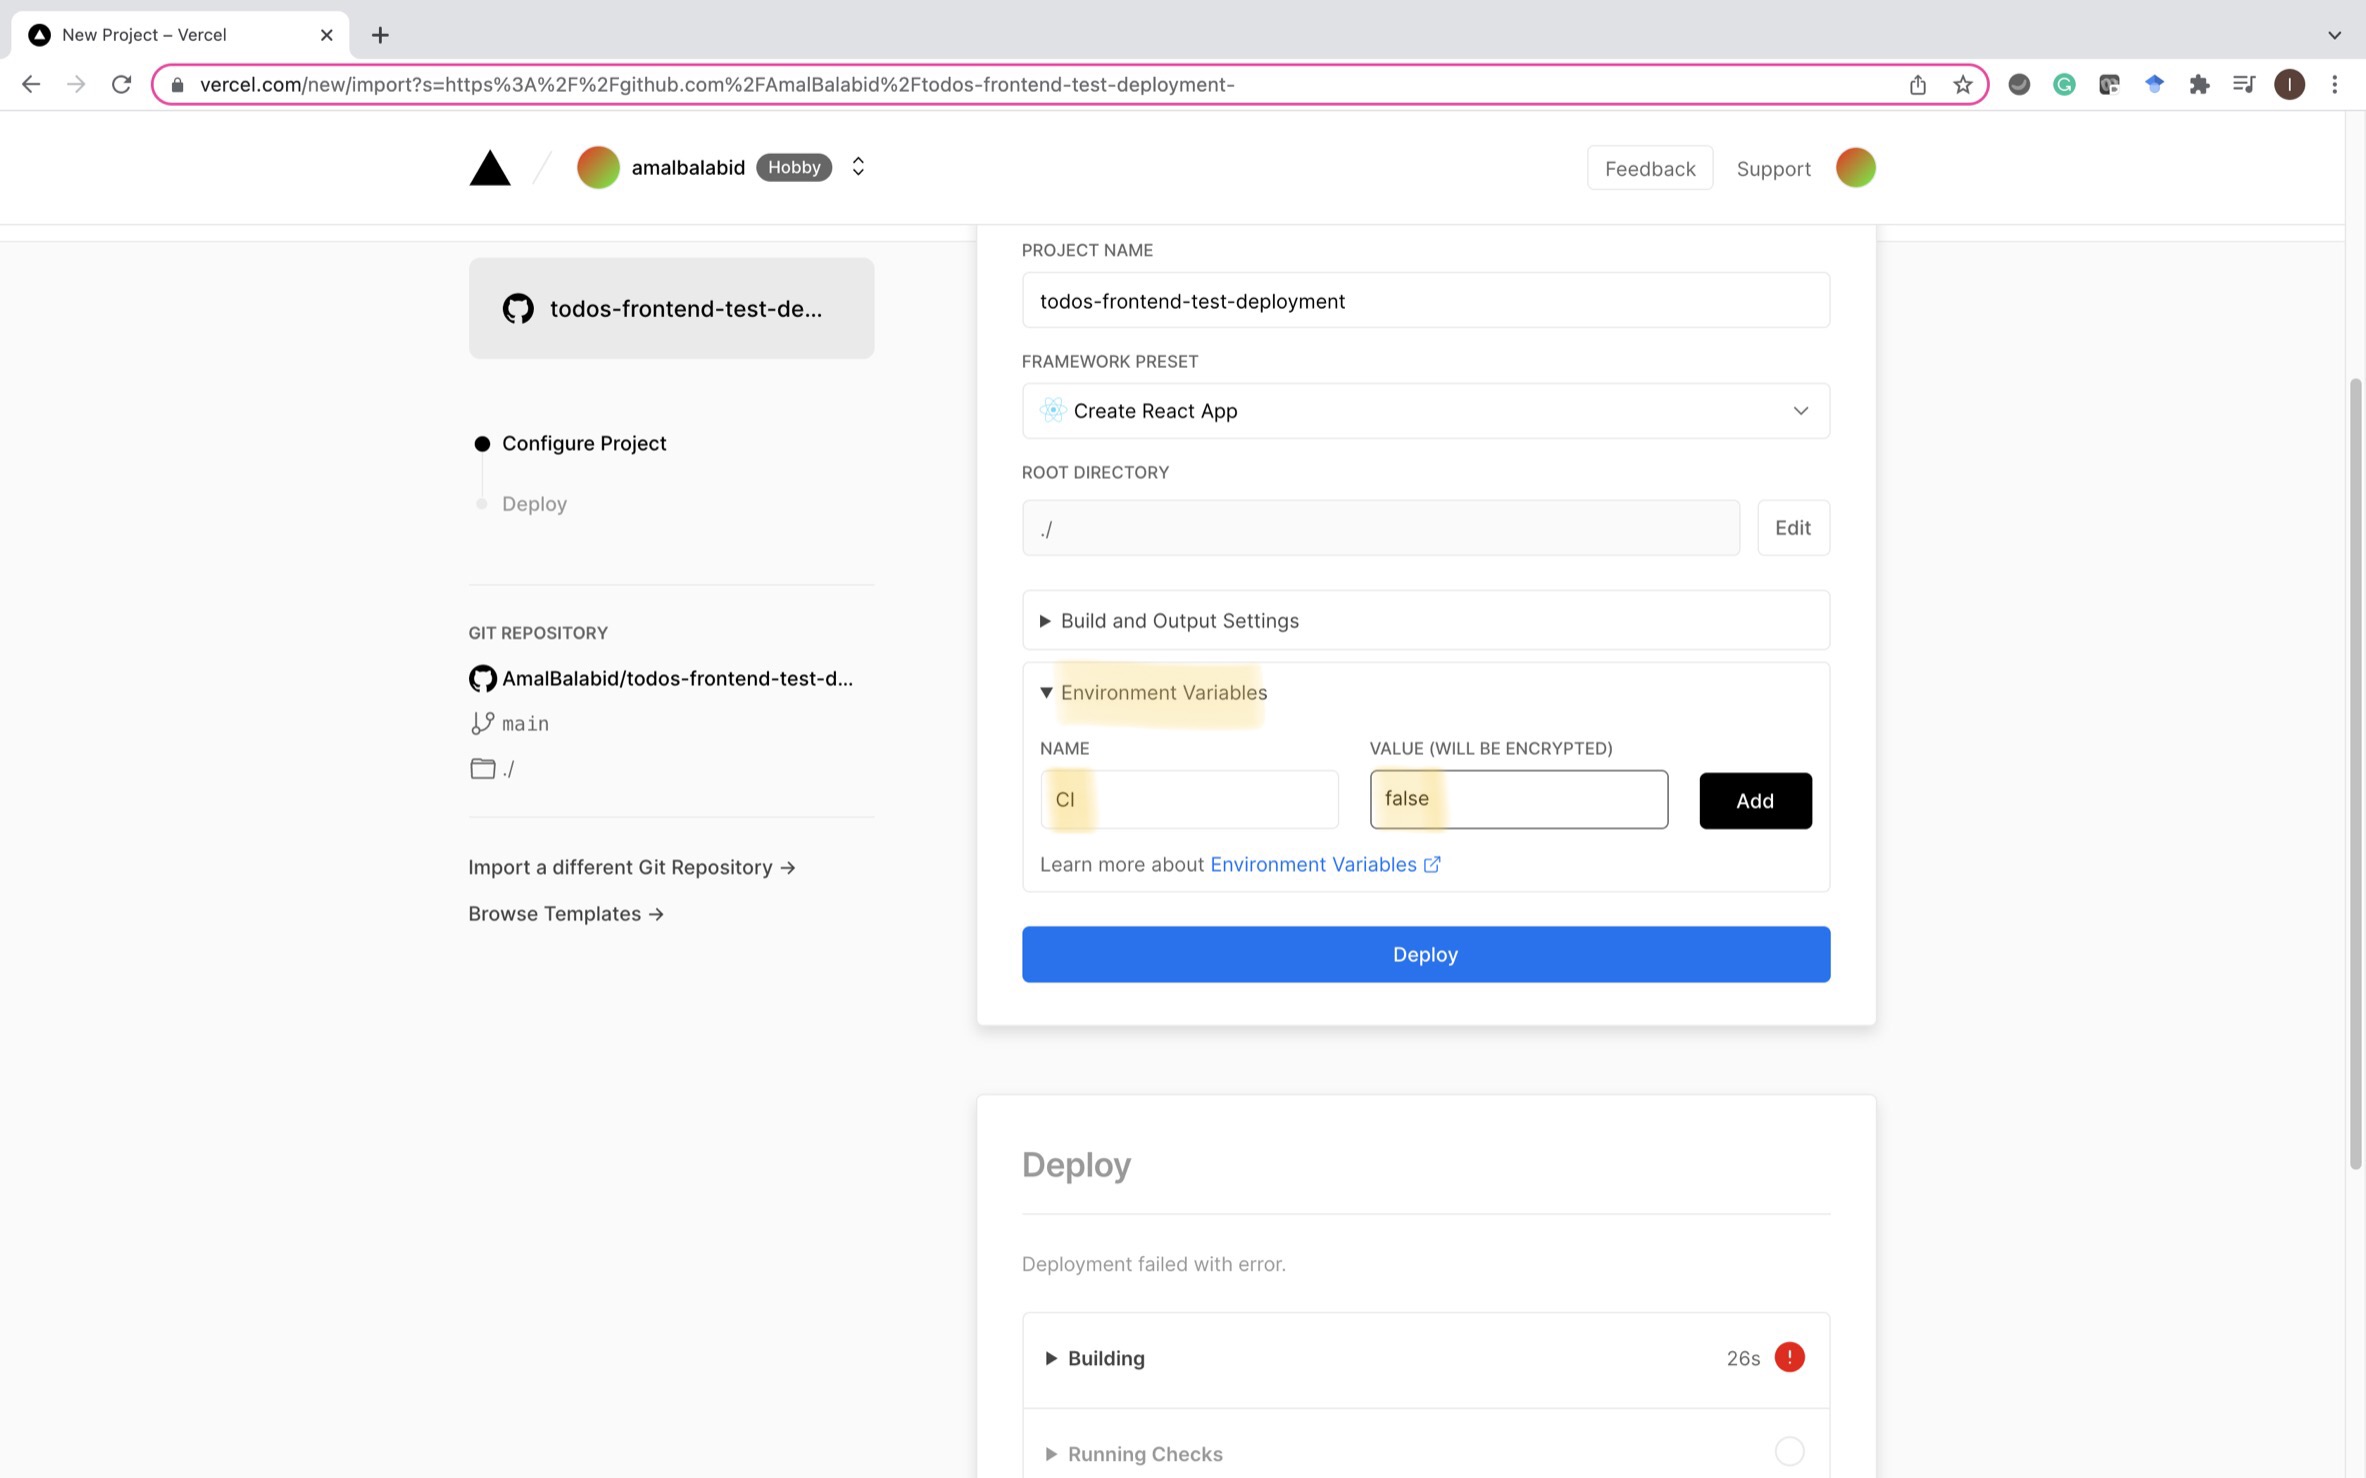 New Project – Vercel
vercel.com/new/import?s=https%3A%2F%2Fgithub.com%2FAmalBalabid%2Ftodos-frontend-test-deployment-
amalbalabid Hobby
Feedback Support
todos-frontend-test-de...
Configure Project
Deploy
GIT REPOSITORY
AmalBalabid/todos-frontend-test-d...
main
./
Import a different Git Repository →
Browse Templates →
PROJECT NAME
todos-frontend-test-deployment
FRAMEWORK PRESET
Create React App
ROOT DIRECTORY
./ Edit
Build and Output Settings
Environment Variables
NAME VALUE (WILL BE ENCRYPTED)
CI false Add
Learn more about Environment Variables
Deploy
Deploy
Deployment failed with error.
Building 26s
Running Checks